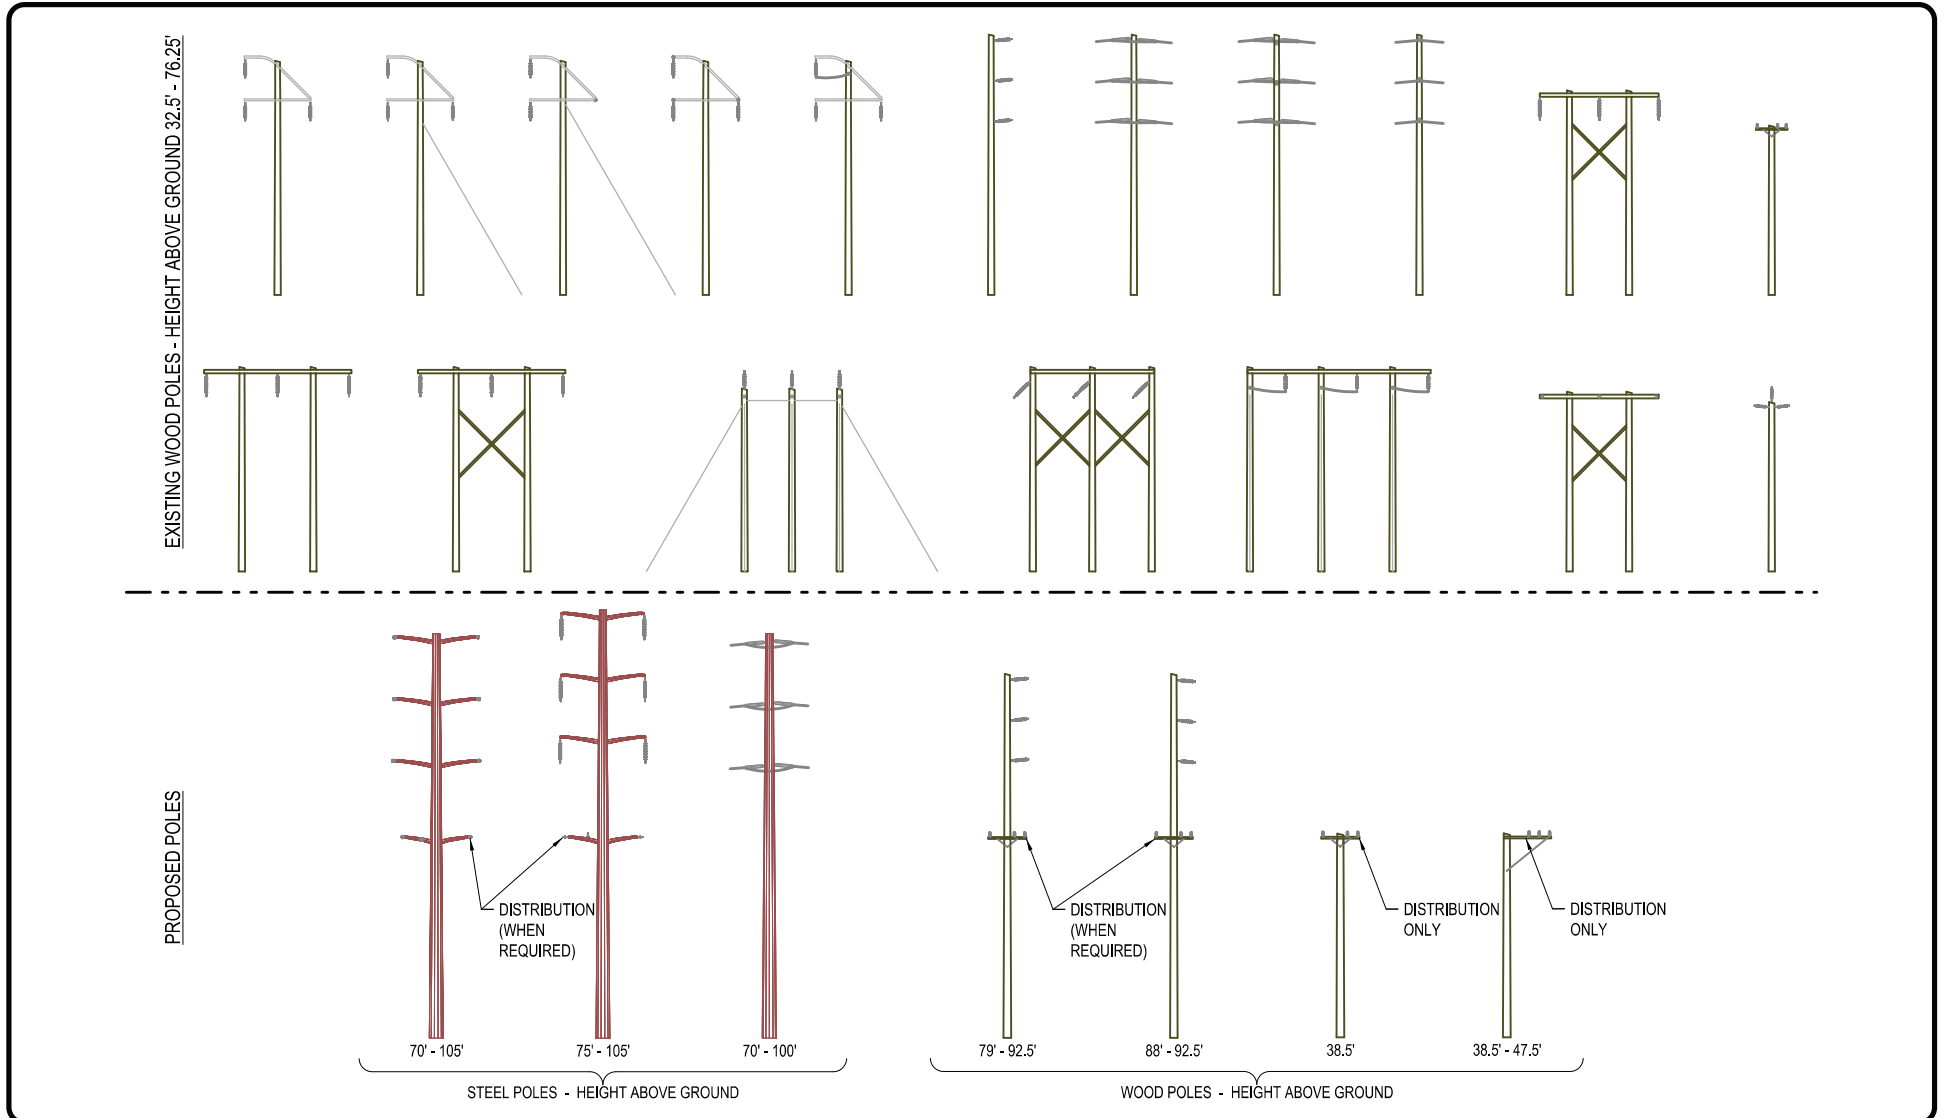 EXISTING WOOD POLES - HEIGHT ABOVE GROUND 32.5' - 76.25'
PROPOSED POLES
DISTRIBUTION
(WHEN
REQUIRED)
DISTRIBUTION
(WHEN
REQUIRED)
DISTRIBUTION
ONLY
DISTRIBUTION
ONLY
70' - 105'
75' - 105'
70' - 100'
79' - 92.5'
88' - 92.5'
38.5'
38.5' - 47.5'
STEEL POLES - HEIGHT ABOVE GROUND
WOOD POLES - HEIGHT ABOVE GROUND